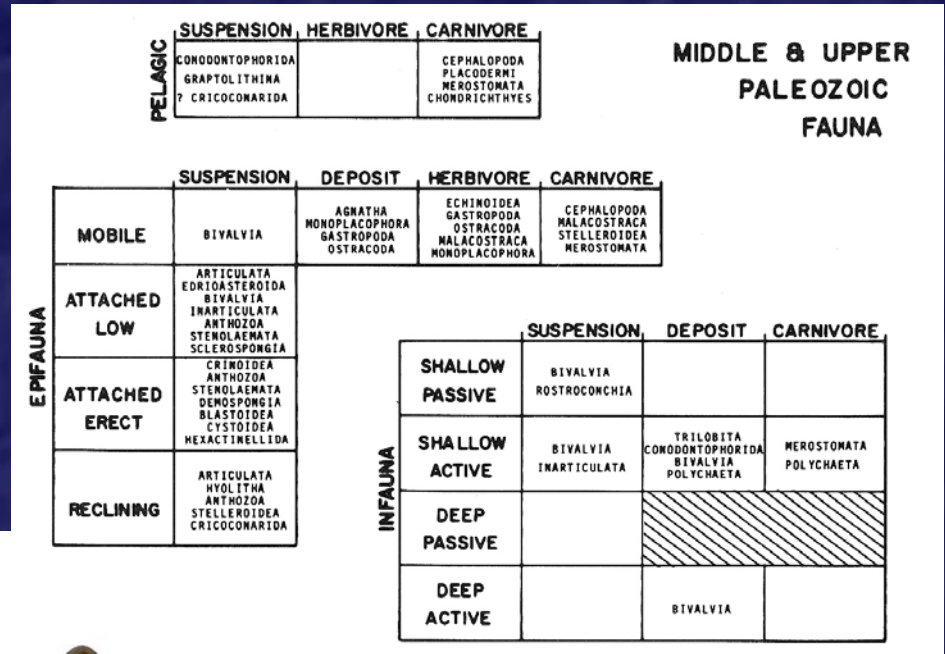 MIDDLE & UPPER
PALEOZOIC
FAUNA
SUSPENSION HERBIVORE CARNIVORE
PELAGIC
CONODONTOPHORIDA
GRAPTOLITHINA
? CRICOCONARIDA
CEPHALOPODA
PLACODERMI
MEROSTOMATA
CHONDRICHTHYES
SUSPENSION DEPOSIT HERBIVORE CARNIVORE
EPIFAUNA
MOBILE
BIVALVIA
AGNATHA
MONOPLACOPHORA
GASTROPODA
OSTRACODA
ECHINOIDEA
GASTROPODA
OSTRACODA
MALACOSTRACA
MONOPLACOPHORA
CEPHALOPODA
MALACOSTRACA
STELLEROIDEA
MEROSTOMATA
ATTACHED
LOW
ARTICULATA
EDRIOASTEROIDA
BIVALVIA
INARTICULATA
ANTHOZOA
STENOLAEMATA
SCLEROSPONGIA
ATTACHED
ERECT
CRINOIDEA
ANTHOZOA
STENOLAEMATA
DEMOSPONGIA
BLASTOIDEA
CYSTOIDEA
HEXACTINELLIDA
RECLINING
ARTICULATA
HYOLITHA
ANTHOZOA
STELLEROIDEA
CRICOCONARIDA
SUSPENSION DEPOSIT CARNIVORE
INFAUNA
SHALLOW
PASSIVE
BIVALVIA
ROSTROCONCHIA
SHALLOW
ACTIVE
BIVALVIA
INARTICULATA
TRILOBITA
CONODONTOPHORIDA
BIVALVIA
POLYCHAETA
MEROSTOMATA
POLYCHAETA
DEEP
PASSIVE
DEEP
ACTIVE
BIVALVIA